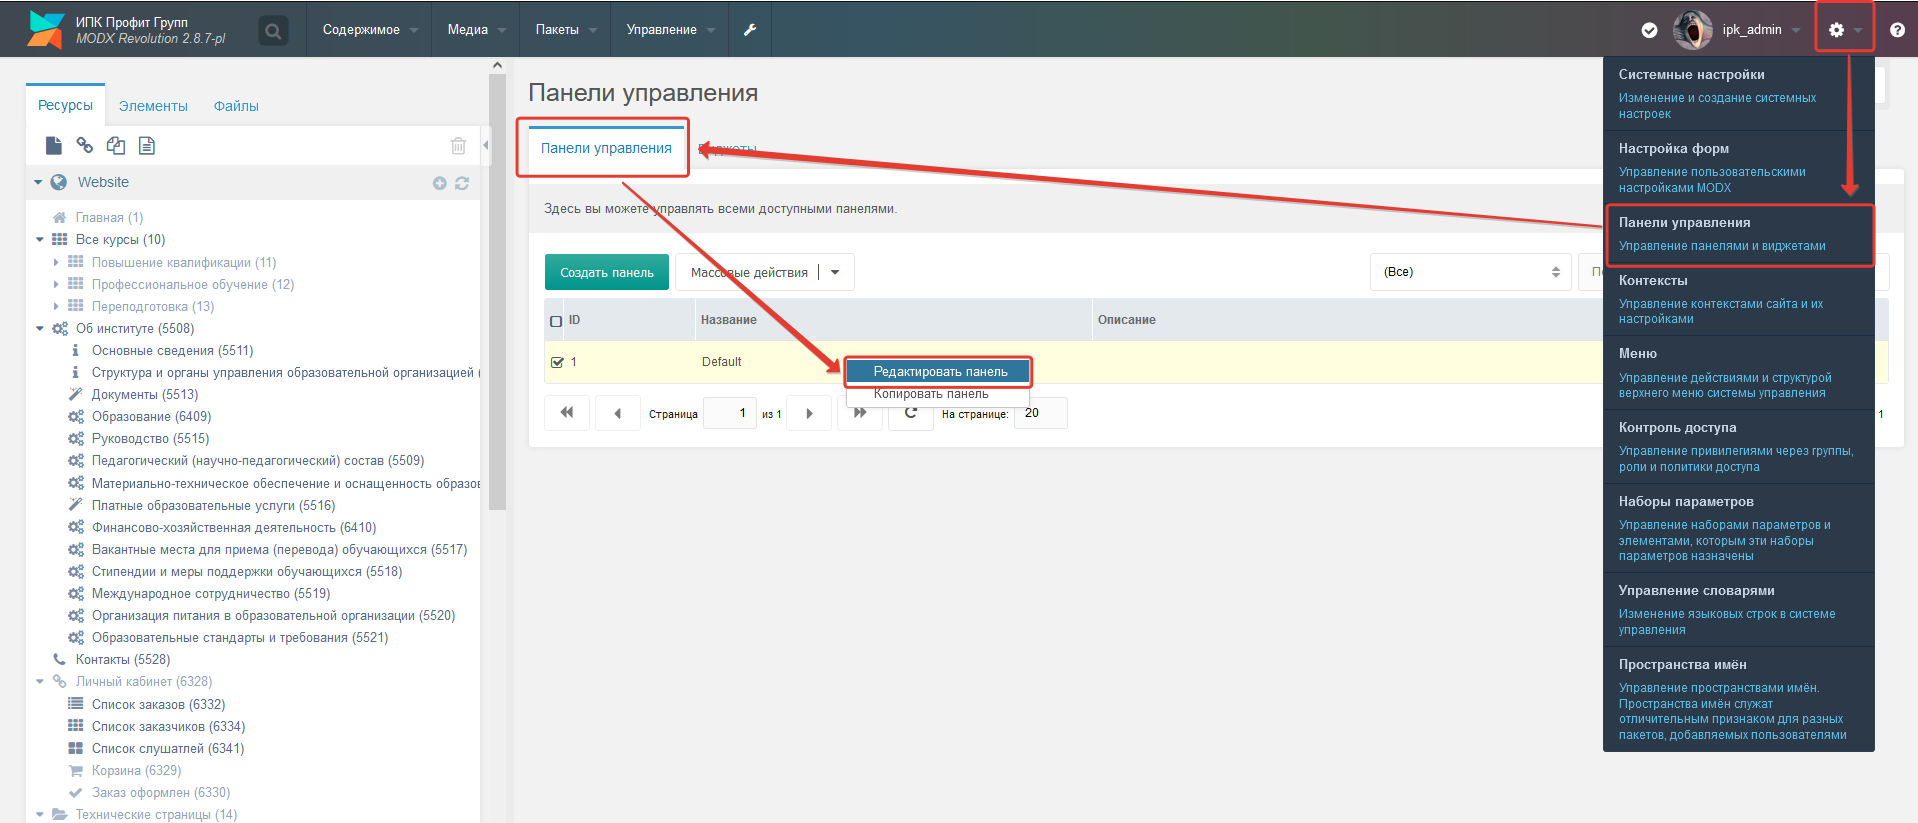 ИПК Профит Групп
MODX Revolution 2.8.7-pl
Содержимое
Медиа
Пакеты
Управление
ipk_admin
Ресурсы
Элементы
Файлы
Website
Главная (1)
Все курсы (10)
Повышение квалификации (11)
Профессиональное обучение (12)
Переподготовка (13)
Об институте (5508)
Основные сведения (5511)
Структура и органы управления образовательной организацией (
Документы (5513)
Образование (6409)
Руководство (5515)
Педагогический (научно-педагогический) состав (5509)
Материально-техническое обеспечение и оснащенность образов
Платные образовательные услуги (5516)
Финансово-хозяйственная деятельность (6410)
Вакантные места для приема (перевода) обучающихся (5517)
Стипендии и меры поддержки обучающихся (5518)
Международное сотрудничество (5519)
Организация питания в образовательной организации (5520)
Образовательные стандарты и требования (5521)
Контакты (5528)
Личный кабинет (6328)
Список заказов (6332)
Список заказчиков (6334)
Список слушатлей (6341)
Корзина (6329)
Заказ оформлен (6330)
Технические страницы (14)
Панели управления
Панели управления
Виджеты
Здесь вы можете управлять всеми доступными панелями.
Создать панель
Массовые действия
(Все)
ID
Название
Описание
1
Default
Редактировать панель
Копировать панель
Страница
1
из 1
На странице:
20
1
Системные настройки
Изменение и создание системных
настроек
Настройка форм
Управление пользовательскими
настройками MODX
Панели управления
Управление панелями и виджетами
Контексты
Управление контекстами сайта и их
настройками
Меню
Управление действиями и структурой
верхнего меню системы управления
Контроль доступа
Управление привилегиями через группы,
роли и политики доступа
Наборы параметров
Управление наборами параметров и
элементами, которым эти наборы
параметров назначены
Управление словарями
Изменение языковых строк в системе
управления
Пространства имён
Управление пространствами имён.
Пространства имён служат
отличительным признаком для разных
пакетов, добавляемых пользователями